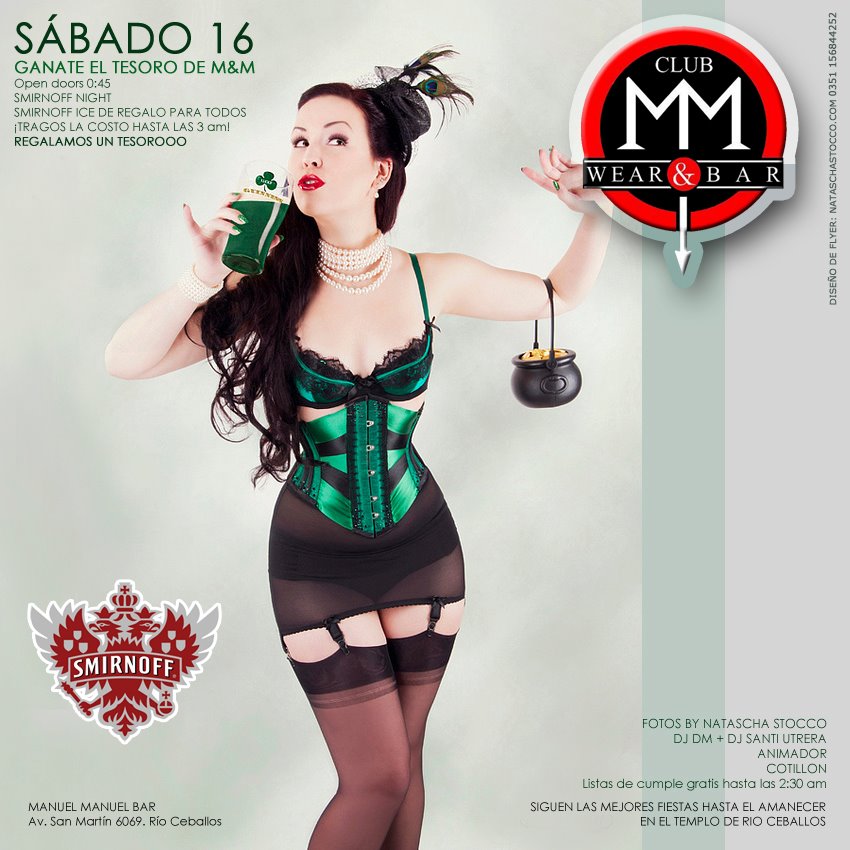 SÁBADO 16
GANATE EL TESORO DE M&M
Open doors 0:45
SMIRNOFF NIGHT
SMIRNOFF ICE DE REGALO PARA TODOS
¡TRAGOS LA COSTO HASTA LAS 3 am!
REGALAMOS UN TESOROOO
CLUB
MM
WEAR & BAR
DISEÑO DE FLYER: NATASCHASTOCCO.COM 0351 156844252
GUINNESS
SMIRNOFF
FOTOS BY NATASCHA STOCCO
DJ DM + DJ SANTI UTRERA
ANIMADOR
COTILLON
Listas de cumple gratis hasta las 2:30 am
MANUEL MANUEL BAR
Av. San Martín 6069. Río Ceballos
SIGUEN LAS MEJORES FIESTAS HASTA EL AMANECER
EN EL TEMPLO DE RIO CEBALLOS